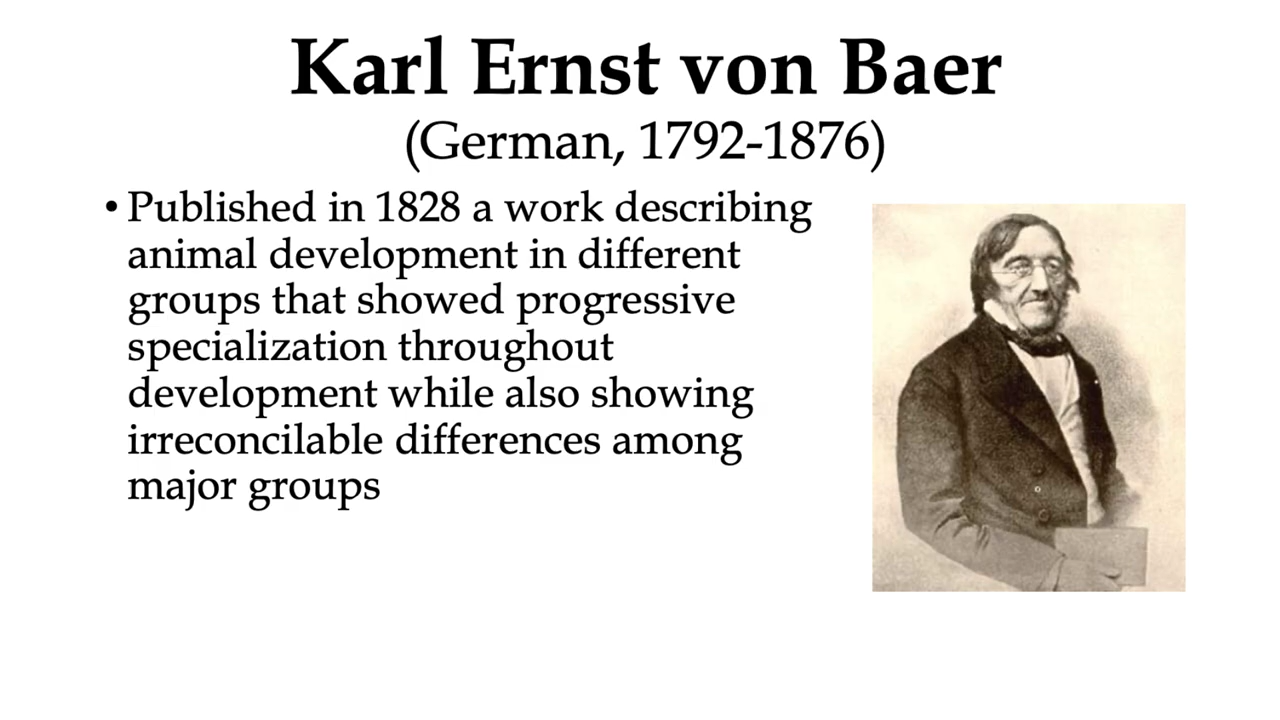 Karl Ernst von Baer
(German, 1792-1876)
• Published in 1828 a work describing
animal development in different
groups that showed progressive
specialization throughout
development while also showing
irreconcilable differences among
major groups